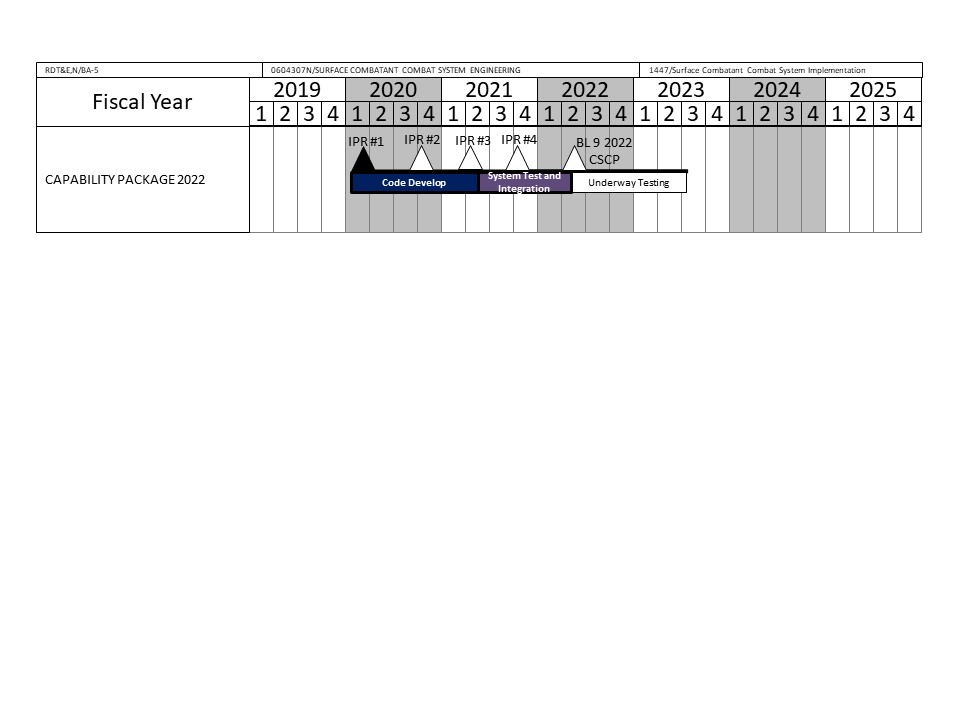 RDT&E,N/BA-5 0604307N/SURFACE COMBATANT COMBAT SYSTEM ENGINEERING 1447/Surface Combatant Combat System Implementation
Fiscal Year 2019 2020 2021 2022 2023 2024 2025
1 2 3 4 1 2 3 4 1 2 3 4 1 2 3 4 1 2 3 4 1 2 3 4 1 2 3 4
IPR #1 IPR #2 IPR #3 IPR #4 BL 9 2022
CSCP
CAPABILITY PACKAGE 2022
Code Develop
System Test and
Integration
Underway Testing